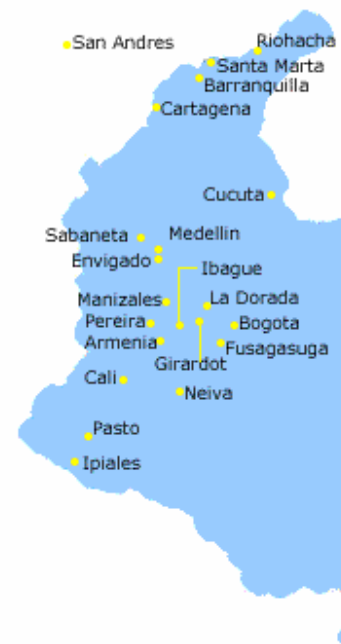 San Andres
Riohacha
Santa Marta
Barranquilla
Cartagena
Cucuta
Sabaneta
Medellin
Envigado
Ibague
Manizales
La Dorada
Pereira
Bogota
Armenia
Fusagasuga
Girardot
Cali
Neiva
Pasto
Ipiales